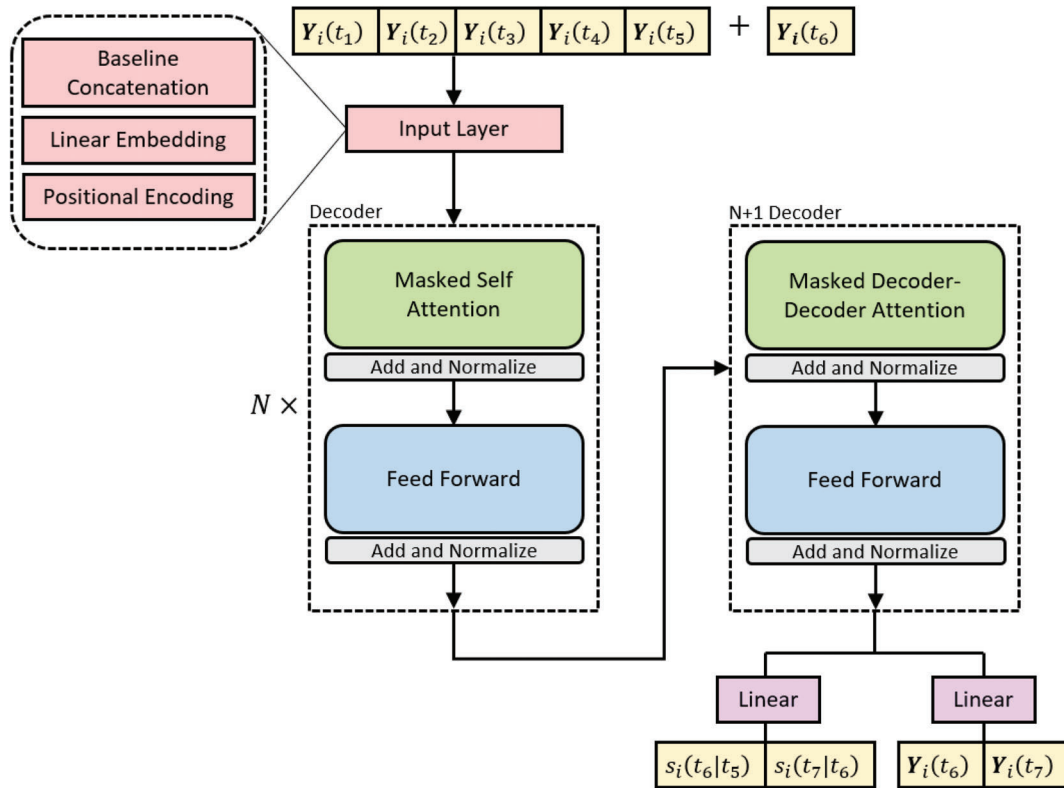 Y_i(t_1) Y_i(t_2) Y_i(t_3) Y_i(t_4) Y_i(t_5) + Y_i(t_6)
Baseline
Concatenation
Linear Embedding
Positional Encoding
Input Layer
Decoder
Masked Self
Attention
Add and Normalize
N ×
Feed Forward
Add and Normalize
N+1 Decoder
Masked Decoder-
Decoder Attention
Add and Normalize
Feed Forward
Add and Normalize
Linear
Linear
s_i(t_6|t_5) s_i(t_7|t_6)
Y_i(t_6) Y_i(t_7)